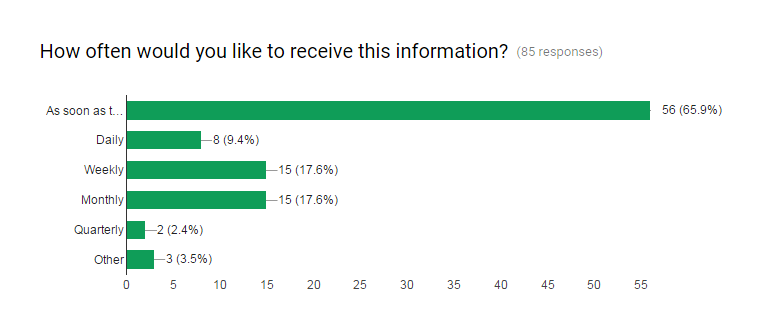 How often would you like to receive this information? (85 responses)
As soon as t... 56 (65.9%)
Daily 8 (9.4%)
Weekly 15 (17.6%)
Monthly 15 (17.6%)
Quarterly 2 (2.4%)
Other 3 (3.5%)
0 5 10 15 20 25 30 35 40 45 50 55